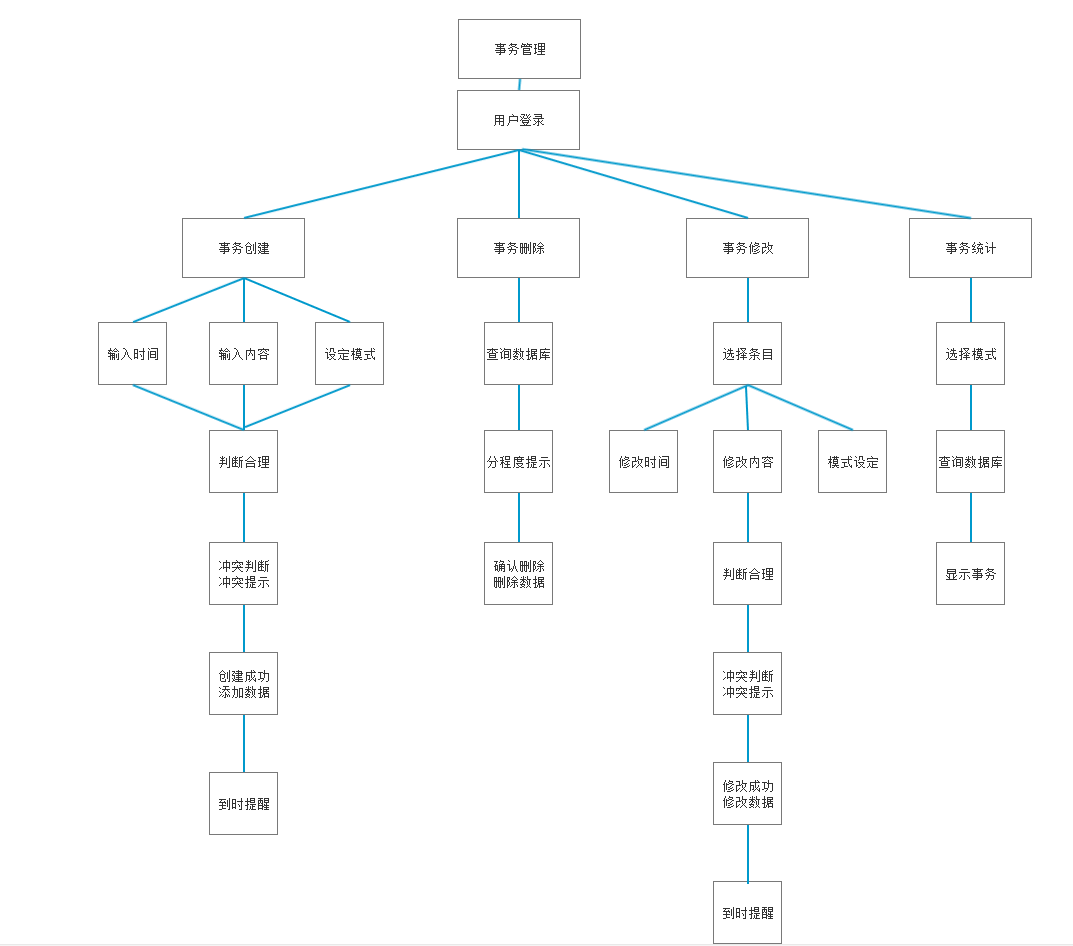 事务管理
用户登录
事务创建
事务删除
事务修改
事务统计
输入时间
输入内容
设定模式
查询数据库
选择条目
选择模式
判断合理
分程度提示
修改时间
修改内容
模式设定
查询数据库
冲突判断
冲突提示
确认删除
删除数据
判断合理
显示事务
创建成功
添加数据
冲突判断
冲突提示
到时提醒
修改成功
修改数据
到时提醒